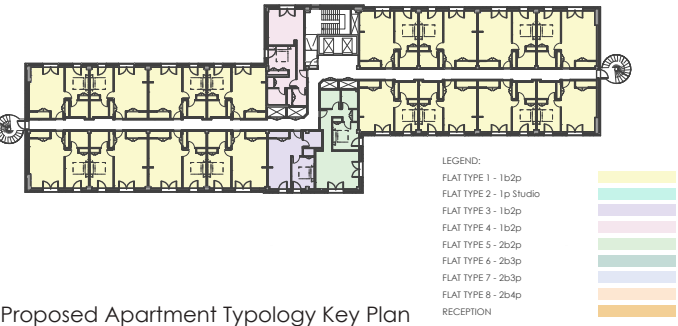 LEGEND:
FLAT TYPE 1 - 1b2p
FLAT TYPE 2 - 1p Studio
FLAT TYPE 3 - 1b2p
FLAT TYPE 4 - 1b2p
FLAT TYPE 5 - 2b2p
FLAT TYPE 6 - 2b3p
FLAT TYPE 7 - 2b3p
FLAT TYPE 8 - 2b4p
RECEPTION
Proposed Apartment Typology Key Plan